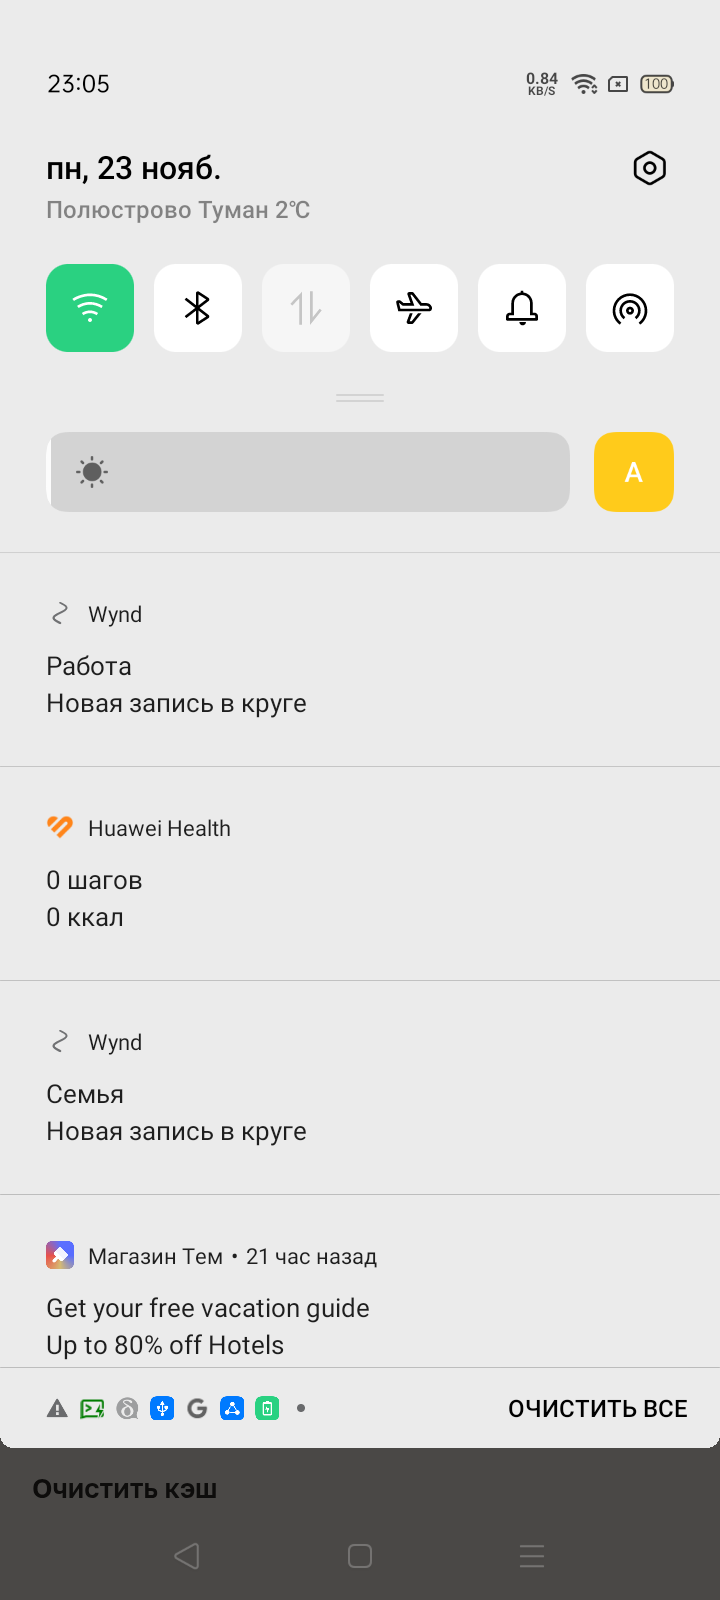 23:05
0.84
KB/S
100
пн, 23 нояб.
Полюстрово Туман 2°C
A
Wynd
Работа
Новая запись в круге
Huawei Health
0 шагов
0 ккал
Wynd
Семья
Новая запись в круге
Магазин Тем • 21 час назад
Get your free vacation guide
Up to 80% off Hotels
ОЧИСТИТЬ ВСЕ
Очистить кэш